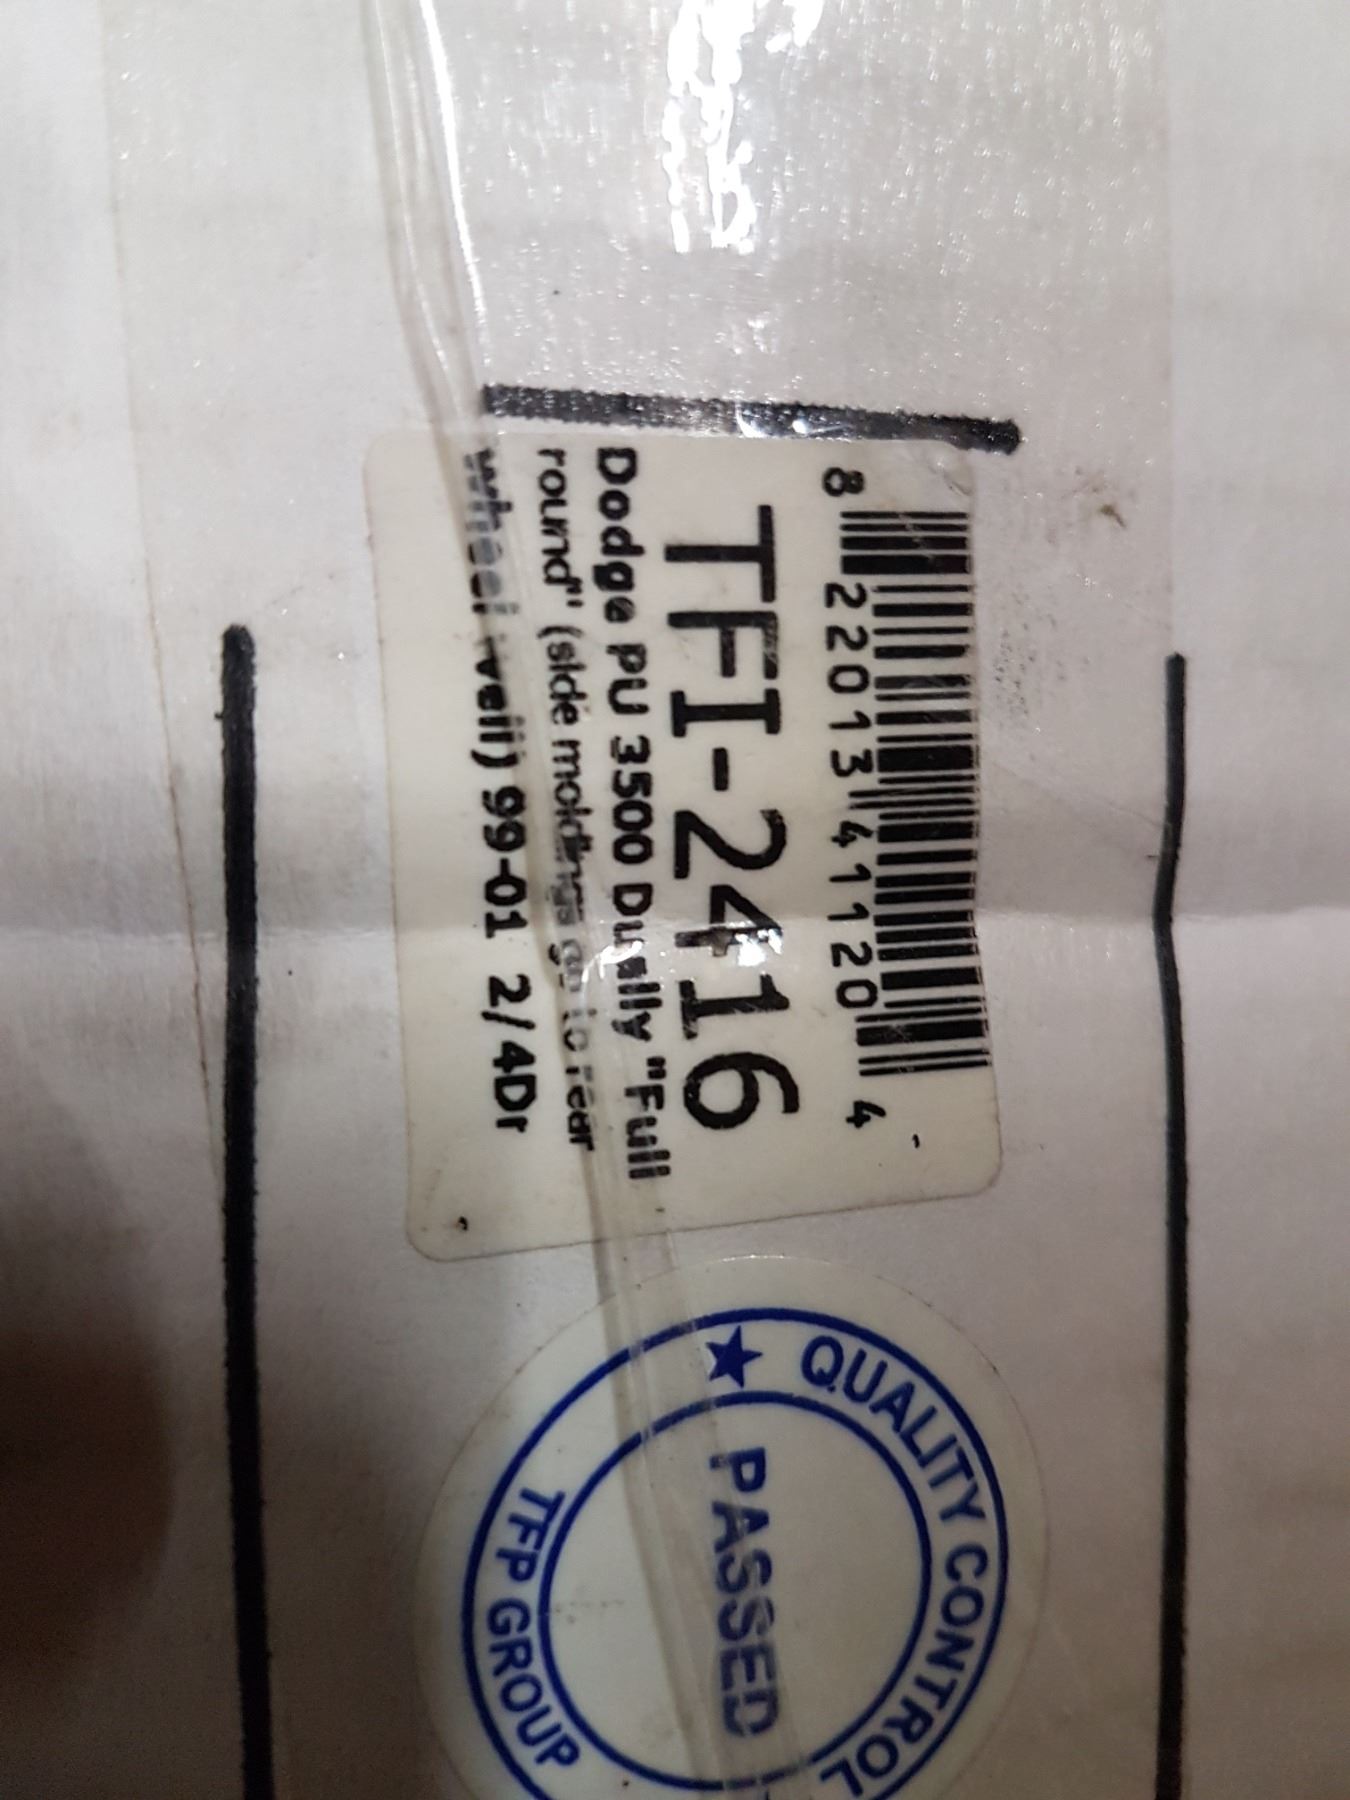 8 22013 41120 4
TFI-2416
Dodge PU 3500 Dually "Full
round" (side moldings go to rear
wheel well) 99-01 2/4Dr
QUALITY CONTROL
PASSED
TFP GROUP